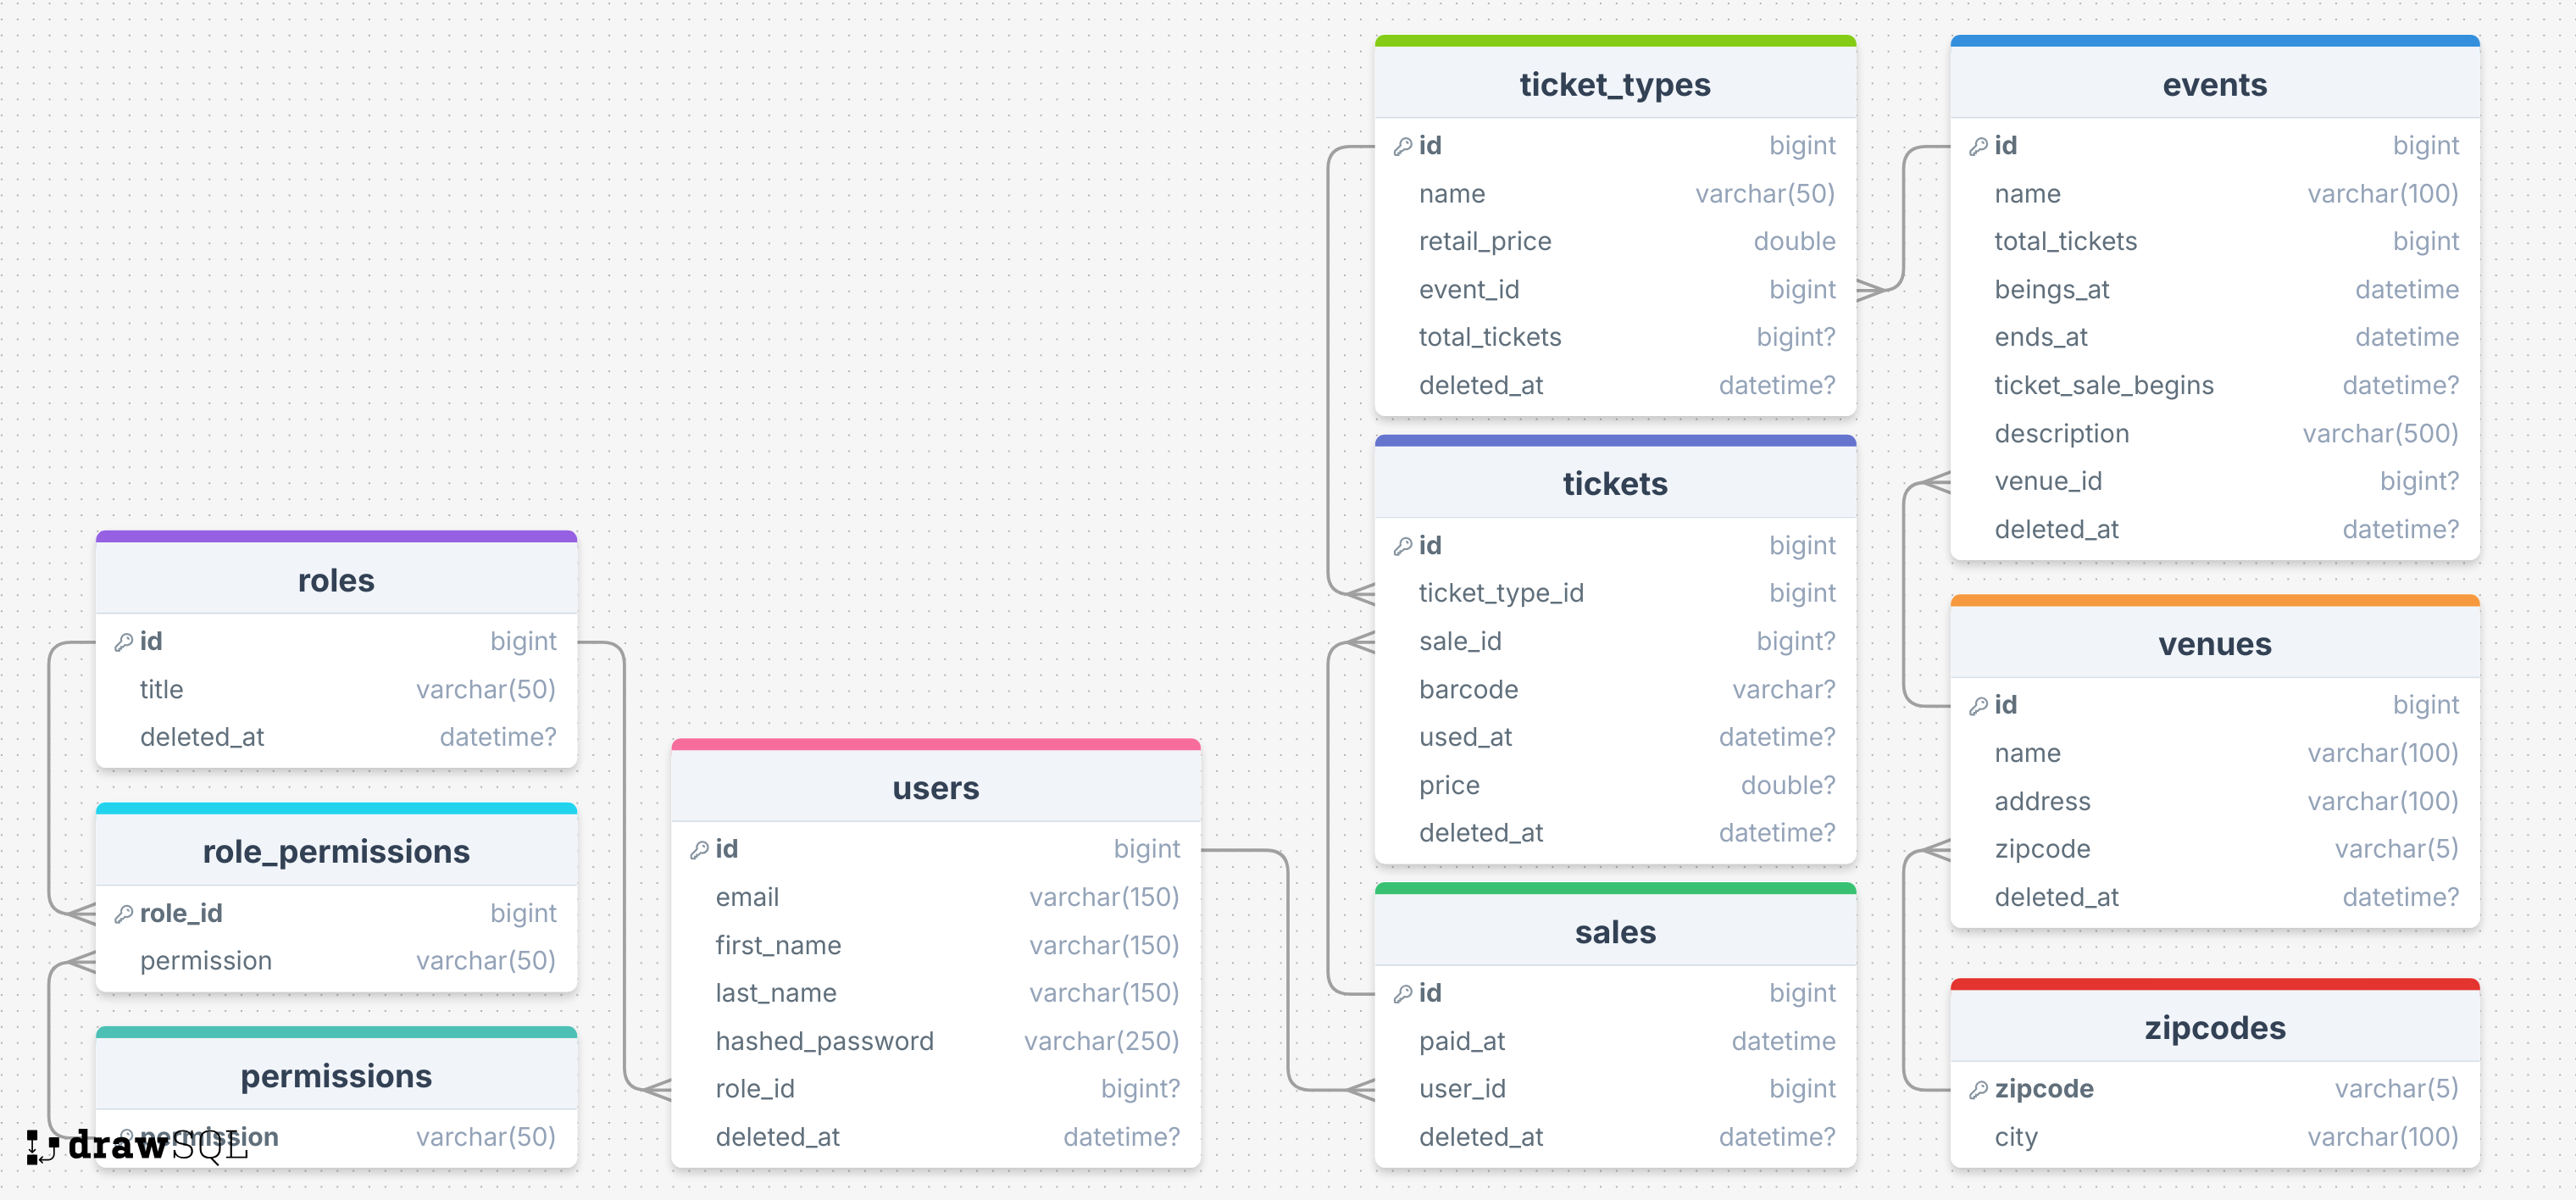 ticket_types
id bigint
name varchar(50)
retail_price double
event_id bigint
total_tickets bigint?
deleted_at datetime?
events
id bigint
name varchar(100)
total_tickets bigint
beings_at datetime
ends_at datetime
ticket_sale_begins datetime?
description varchar(500)
venue_id bigint?
deleted_at datetime?
tickets
id bigint
ticket_type_id bigint
sale_id bigint?
barcode varchar?
used_at datetime?
price double?
deleted_at datetime?
roles
id bigint
title varchar(50)
deleted_at datetime?
venues
id bigint
name varchar(100)
address varchar(100)
zipcode varchar(5)
deleted_at datetime?
users
id bigint
email varchar(150)
first_name varchar(150)
last_name varchar(150)
hashed_password varchar(250)
role_id bigint?
deleted_at datetime?
role_permissions
role_id bigint
permission varchar(50)
sales
id bigint
paid_at datetime
user_id bigint
deleted_at datetime?
zipcodes
zipcode varchar(5)
city varchar(100)
permissions
permission varchar(50)
drawSQL